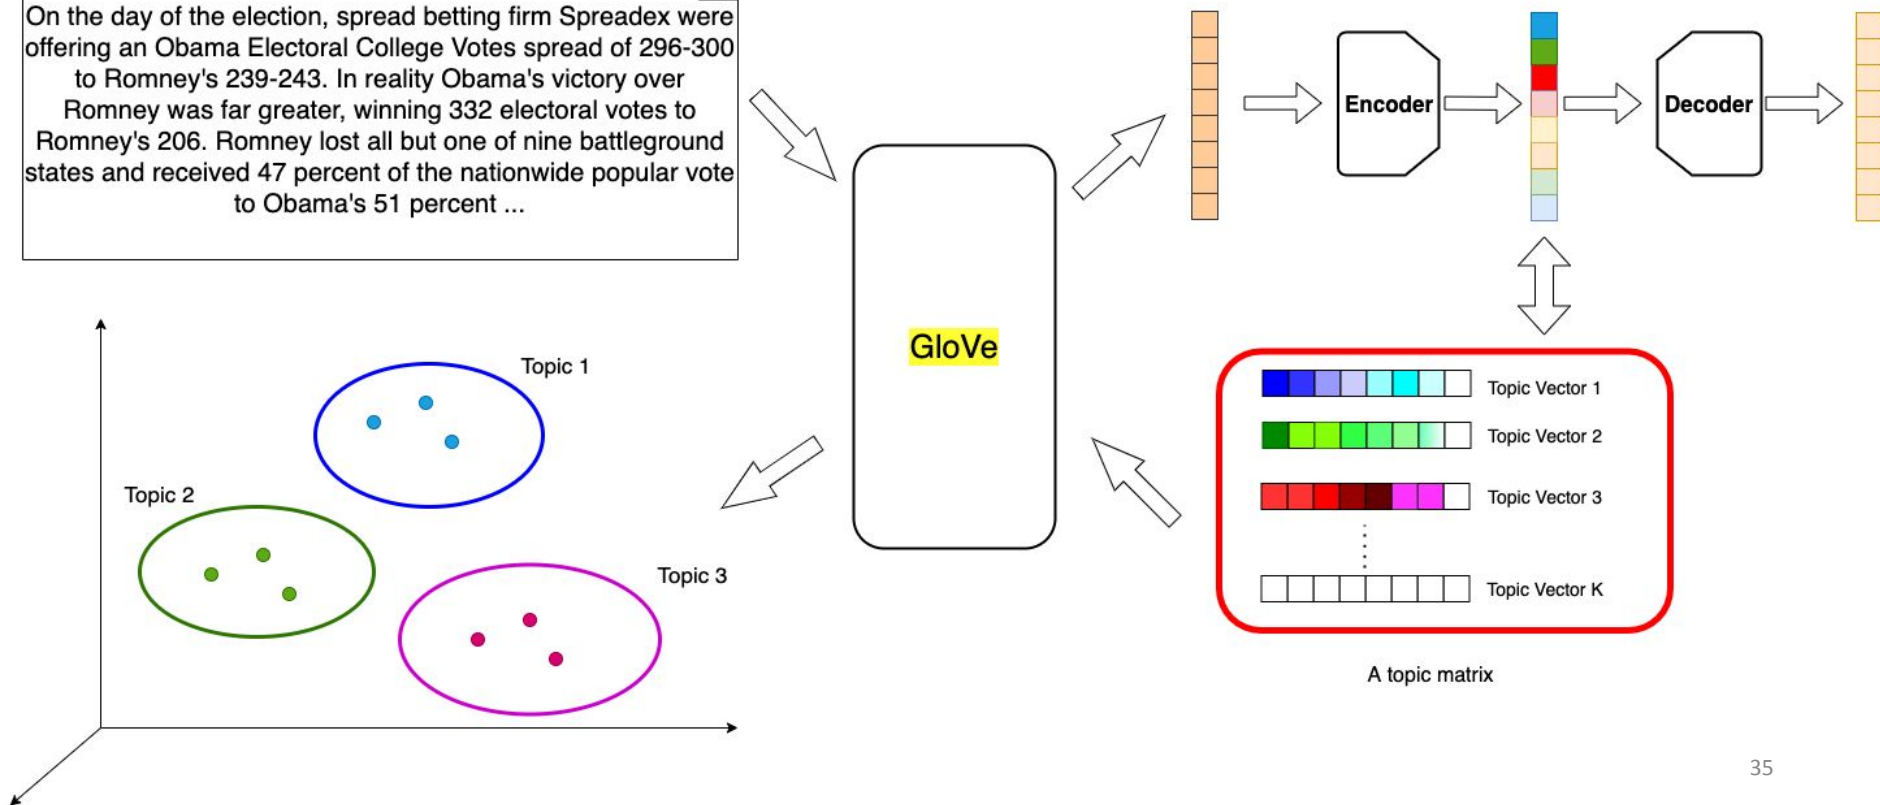 On the day of the election, spread betting firm Spreadex were
offering an Obama Electoral College Votes spread of 296-300
to Romney's 239-243. In reality Obama's victory over
Romney was far greater, winning 332 electoral votes to
Romney's 206. Romney lost all but one of nine battleground
states and received 47 percent of the nationwide popular vote
to Obama's 51 percent ...
Encoder
Decoder
GloVe
Topic 1
Topic 2
Topic 3
Topic Vector 1
Topic Vector 2
Topic Vector 3
Topic Vector K
A topic matrix
35